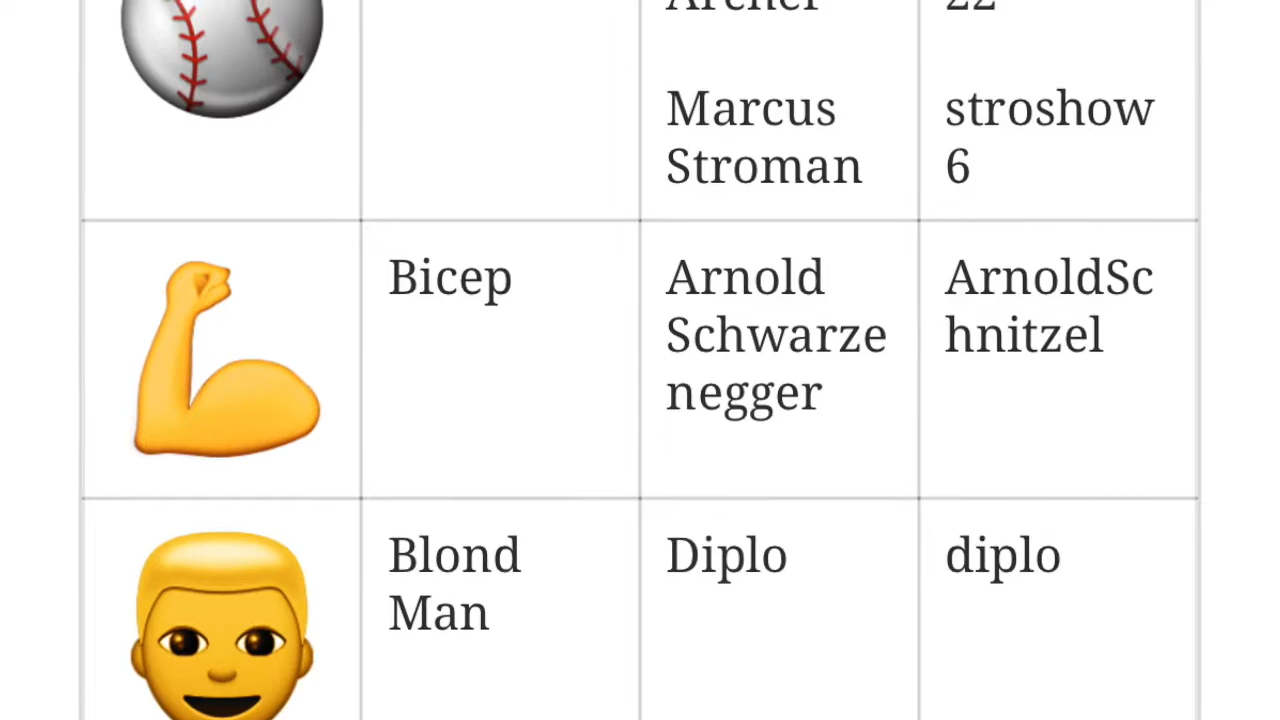 Marcus
Stroman
stroshow
6
Bicep
Arnold
Schwarze
negger
ArnoldSc
hnitzel
Blond
Man
Diplo
diplo